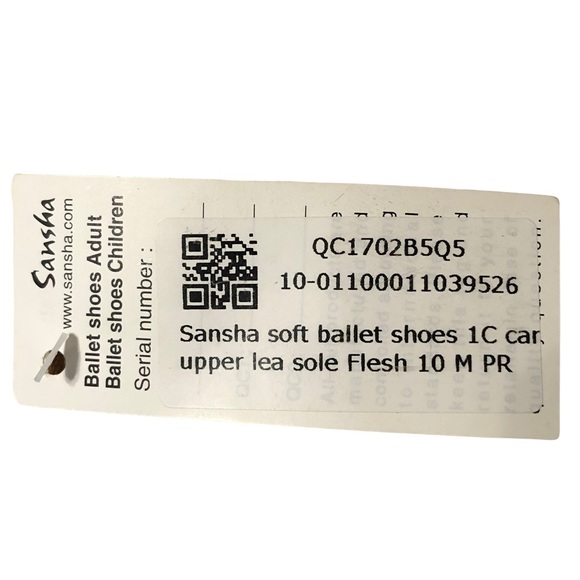 Sansha
www.sansha.com
Ballet shoes Adult
Ballet shoes Children
Serial number :
QC1702B5Q5
10-01100011039526
Sansha soft ballet shoes 1C car
upper lea sole Flesh 10 M PR